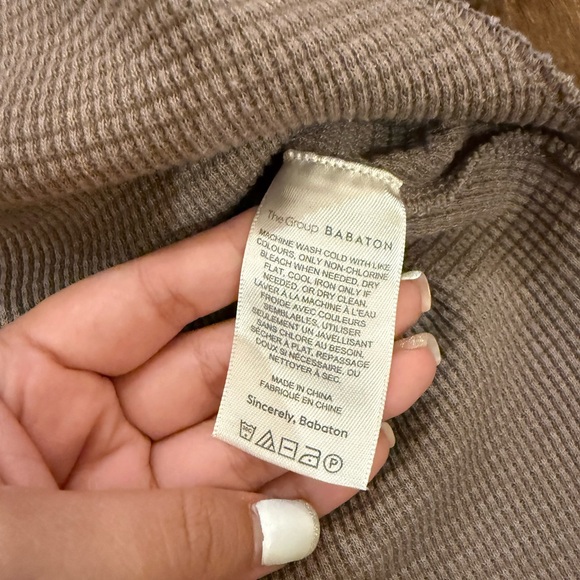 The Group BABATON
MACHINE WASH COLD WITH LIKE
COLOURS, ONLY NON-CHLORINE
BLEACH WHEN NEEDED, DRY
FLAT, COOL IRON ONLY IF
NEEDED, OR DRY CLEAN.
LAVER À LA MACHINE À L'EAU
FROIDE AVEC COULEURS
SEMBLABLES, UTILISER
SEULEMENT UN JAVELLISANT
SANS CHLORE AU BESOIN,
SÉCHER À PLAT, REPASSAGE
DOUX SI NÉCESSAIRE, OU
NETTOYER À SEC.
MADE IN CHINA
FABRIQUÉ EN CHINE
Sincerely, Babaton
30C
P